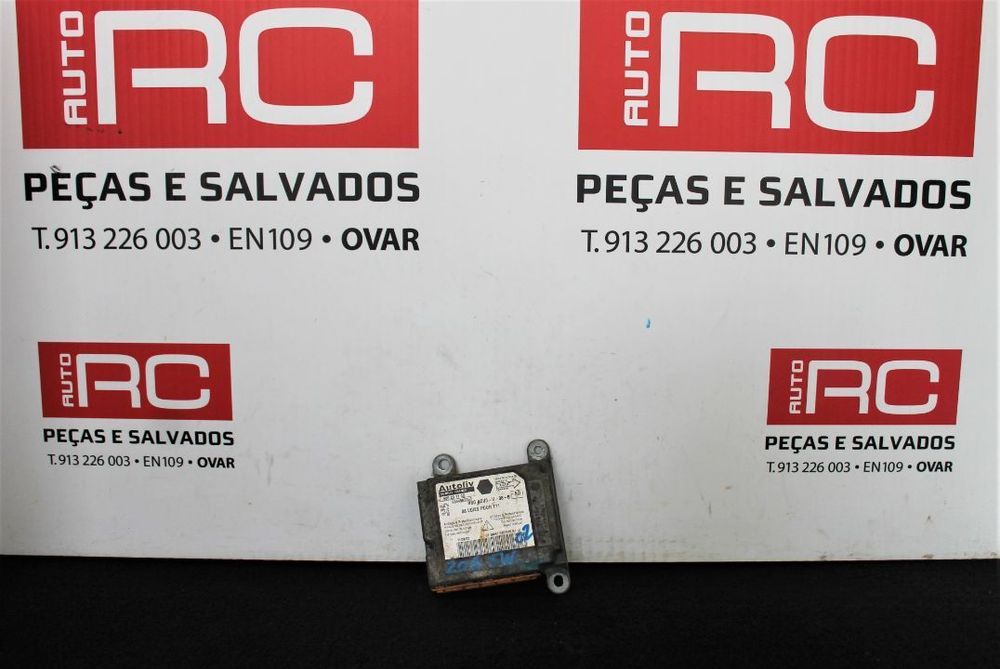 AUTO RC
PEÇAS E SALVADOS
T. 913 226 003 • EN109 • OVAR
AUTO RC
PEÇAS E SALVADOS
T. 913 226 003 • EN109 • OVAR
AUTO RC
PEÇAS E SALVADOS
T. 913 226 003 • EN109 • OVAR
AUTO RC
PEÇAS E SALVADOS
T. 913 226 003 • EN109 • OVAR
Autoliv
02